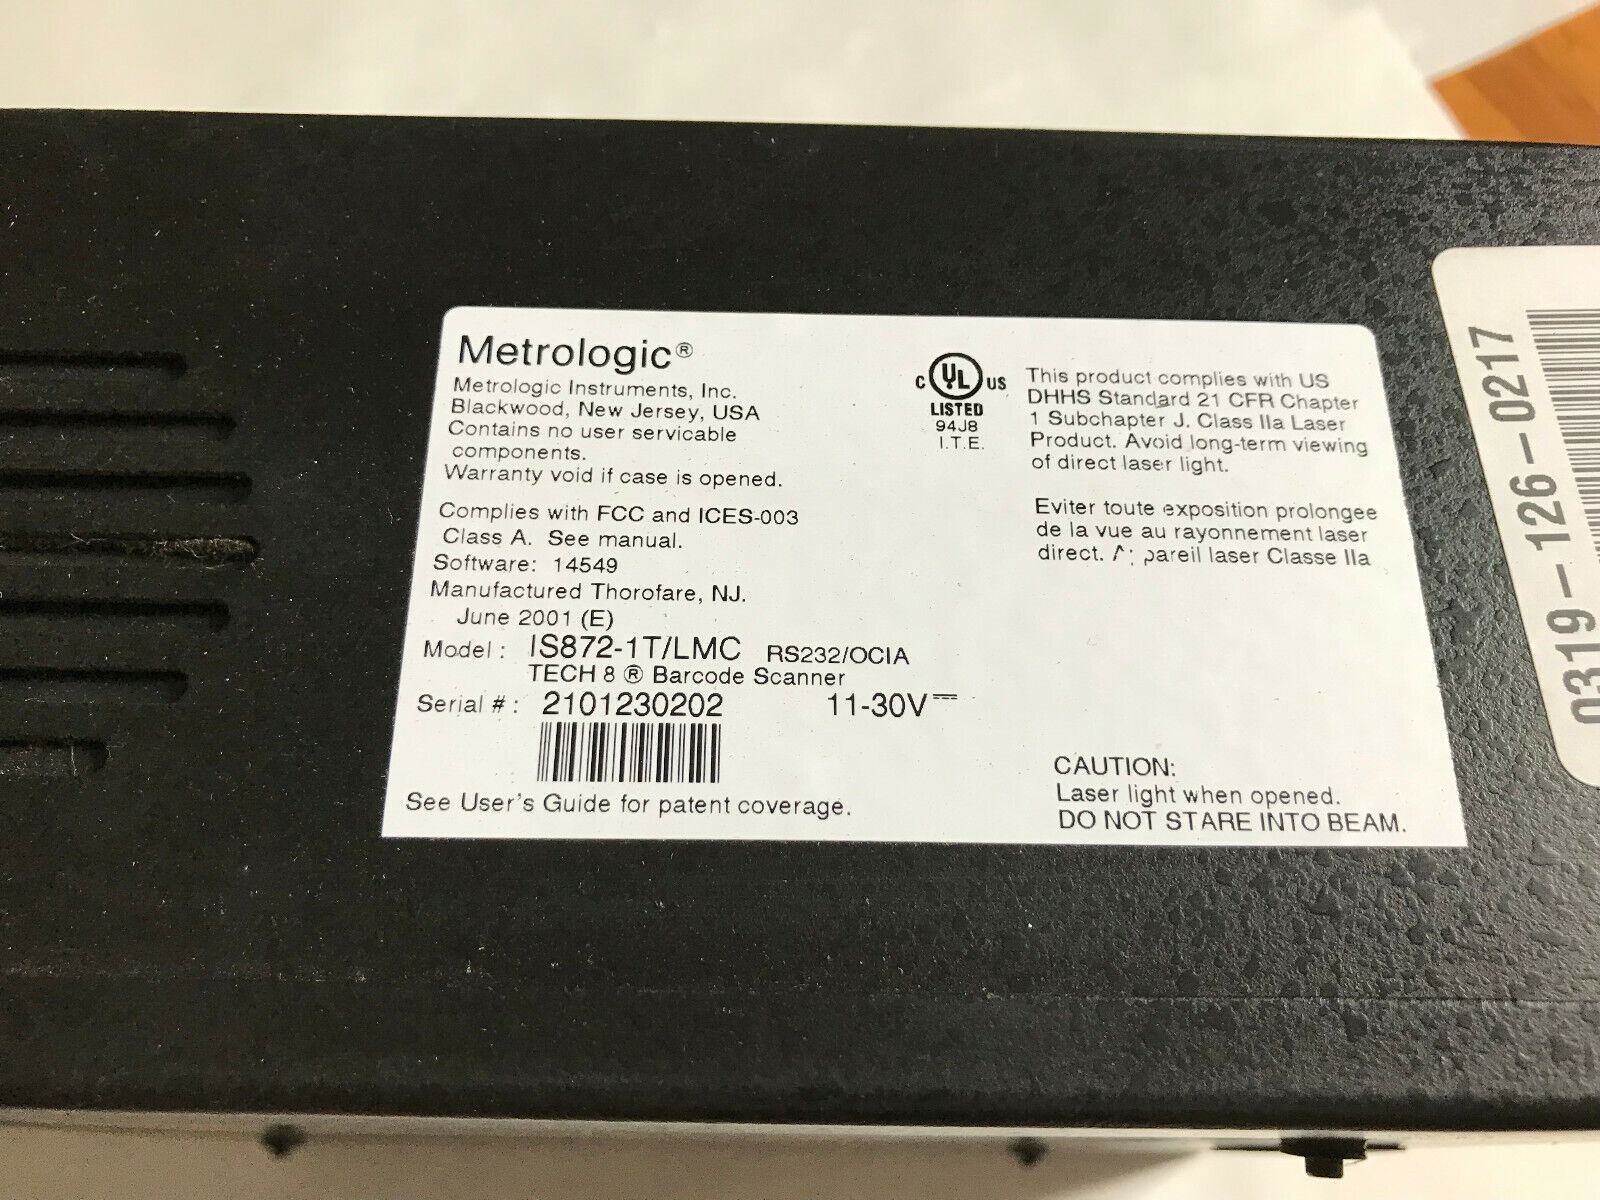 Metrologic®
Metrologic Instruments, Inc.
Blackwood, New Jersey, USA
Contains no user servicable
components.
Warranty void if case is opened.
Complies with FCC and ICES-003
Class A. See manual.
Software: 14549
Manufactured Thorofare, NJ.
June 2001 (E)
Model: IS872-1T/LMC RS232/OCIA
TECH 8 ® Barcode Scanner
Serial #: 2101230202 11-30V
See User's Guide for patent coverage.
C UL US
LISTED
94J8
I.T.E.
This product complies with US
DHHS Standard 21 CFR Chapter
1 Subchapter J. Class IIa Laser
Product. Avoid long-term viewing
of direct laser light.
Eviter toute exposition prolongee
de la vue au rayonnement laser
direct. Appareil laser Classe IIa
CAUTION:
Laser light when opened.
DO NOT STARE INTO BEAM.
0319-126-0217